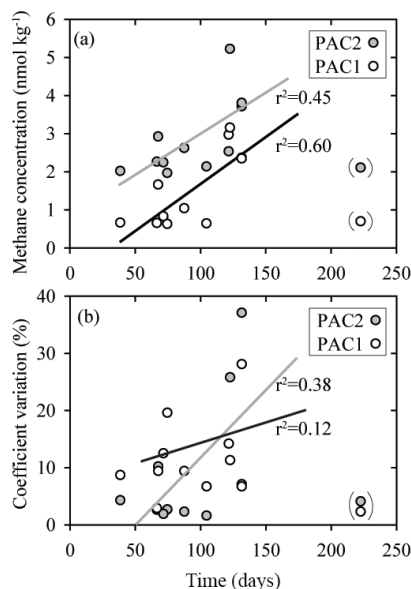 (a)
PAC2
PAC1
r²=0.45
r²=0.60
Methane concentration (nmol kg⁻¹)
6
5
4
3
2
1
0
0 50 100 150 200 250
(b)
PAC2
PAC1
r²=0.38
r²=0.12
Coefficient variation (%)
40
30
20
10
0
0 50 100 150 200 250
Time (days)